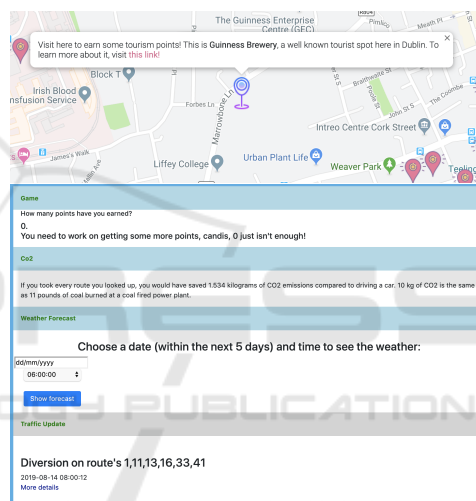 The Guinness Enterprise
Centre (GEC)
R804
Pimlico
Meath Pl
×
Visit here to earn some tourism points! This is Guinness Brewery, a well known tourist spot here in Dublin. To
learn more about it, visit this link!
Block T
Irish Blood
nsfusion Service
Forbes Ln
Marrowbone Ln
Braithwaite St
Poole St
John St S
The Coombe
Intreo Centre Cork Street
James's Walk
Liffey College
Urban Plant Life
Weaver Park
Teeling
Game
How many points have you earned?
0.
You need to work on getting some more points, candis, 0 just isn't enough!
Co2
If you took every route you looked up, you would have saved 1.534 kilograms of CO2 emissions compared to driving a car. 10 kg of CO2 is the same
as 11 pounds of coal burned at a coal fired power plant.
Weather Forecast
Choose a date (within the next 5 days) and time to see the weather:
dd/mm/yyyy
06:00:00
Show forecast
Traffic Update
Diversion on route's 1,11,13,16,33,41
2019-08-14 08:00:12
More details